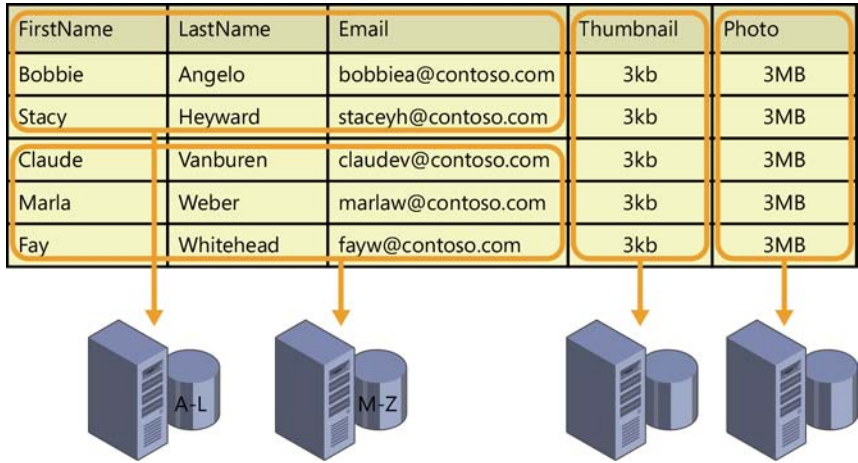 FirstName LastName Email Thumbnail Photo
Bobbie Angelo bobbiea@contoso.com 3kb 3MB
Stacy Heyward staceyh@contoso.com 3kb 3MB
Claude Vanburen claudev@contoso.com 3kb 3MB
Marla Weber marlaw@contoso.com 3kb 3MB
Fay Whitehead fayw@contoso.com 3kb 3MB
A-L M-Z